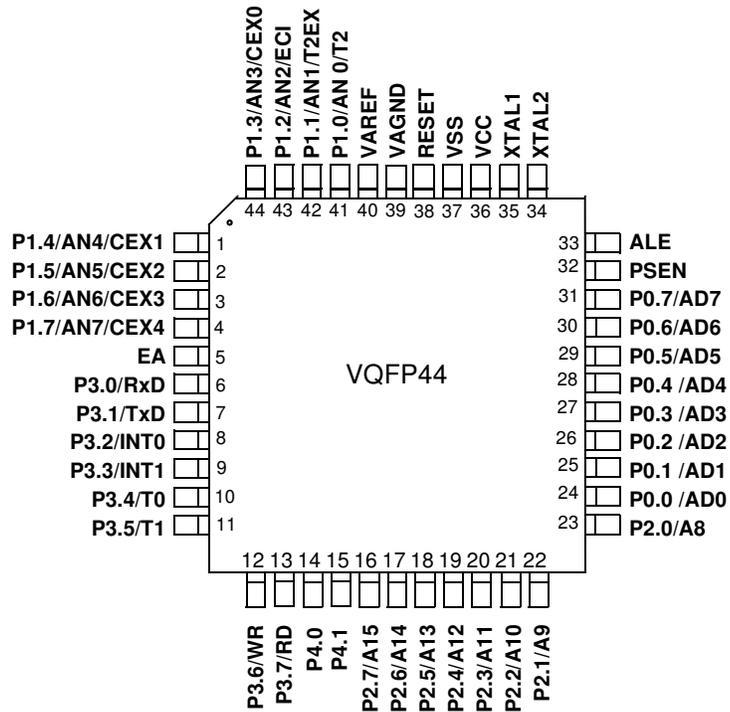 P1.3/AN3/CEX0
P1.2/AN2/ECI
P1.1/AN1/T2EX
P1.0/AN 0/T2
VAREF
VAGND
RESET
VSS
VCC
XTAL1
XTAL2
44 43 42 41 40 39 38 37 36 35 34
P1.4/AN4/CEX1 1
P1.5/AN5/CEX2 2
P1.6/AN6/CEX3 3
P1.7/AN7/CEX4 4
EA 5
P3.0/RxD 6
P3.1/TxD 7
P3.2/INT0 8
P3.3/INT1 9
P3.4/T0 10
P3.5/T1 11
VQFP44
33 ALE
32 PSEN
31 P0.7/AD7
30 P0.6/AD6
29 P0.5/AD5
28 P0.4 /AD4
27 P0.3 /AD3
26 P0.2 /AD2
25 P0.1 /AD1
24 P0.0 /AD0
23 P2.0/A8
12 13 14 15 16 17 18 19 20 21 22
P3.6/WR
P3.7/RD
P4.0
P4.1
P2.7/A15
P2.6/A14
P2.5/A13
P2.4/A12
P2.3/A11
P2.2/A10
P2.1/A9